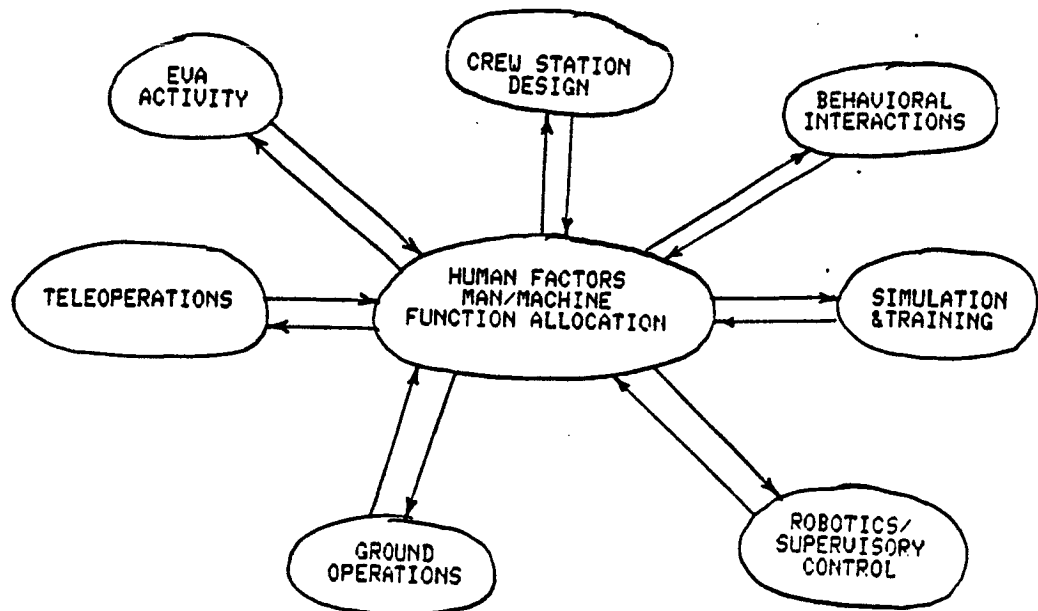 CREW STATION
DESIGN
EVA
ACTIVITY
BEHAVIORAL
INTERACTIONS
TELEOPERATIONS
HUMAN FACTORS
MAN/MACHINE
FUNCTION ALLOCATION
SIMULATION
&TRAINING
GROUND
OPERATIONS
ROBOTICS/
SUPERVISORY
CONTROL